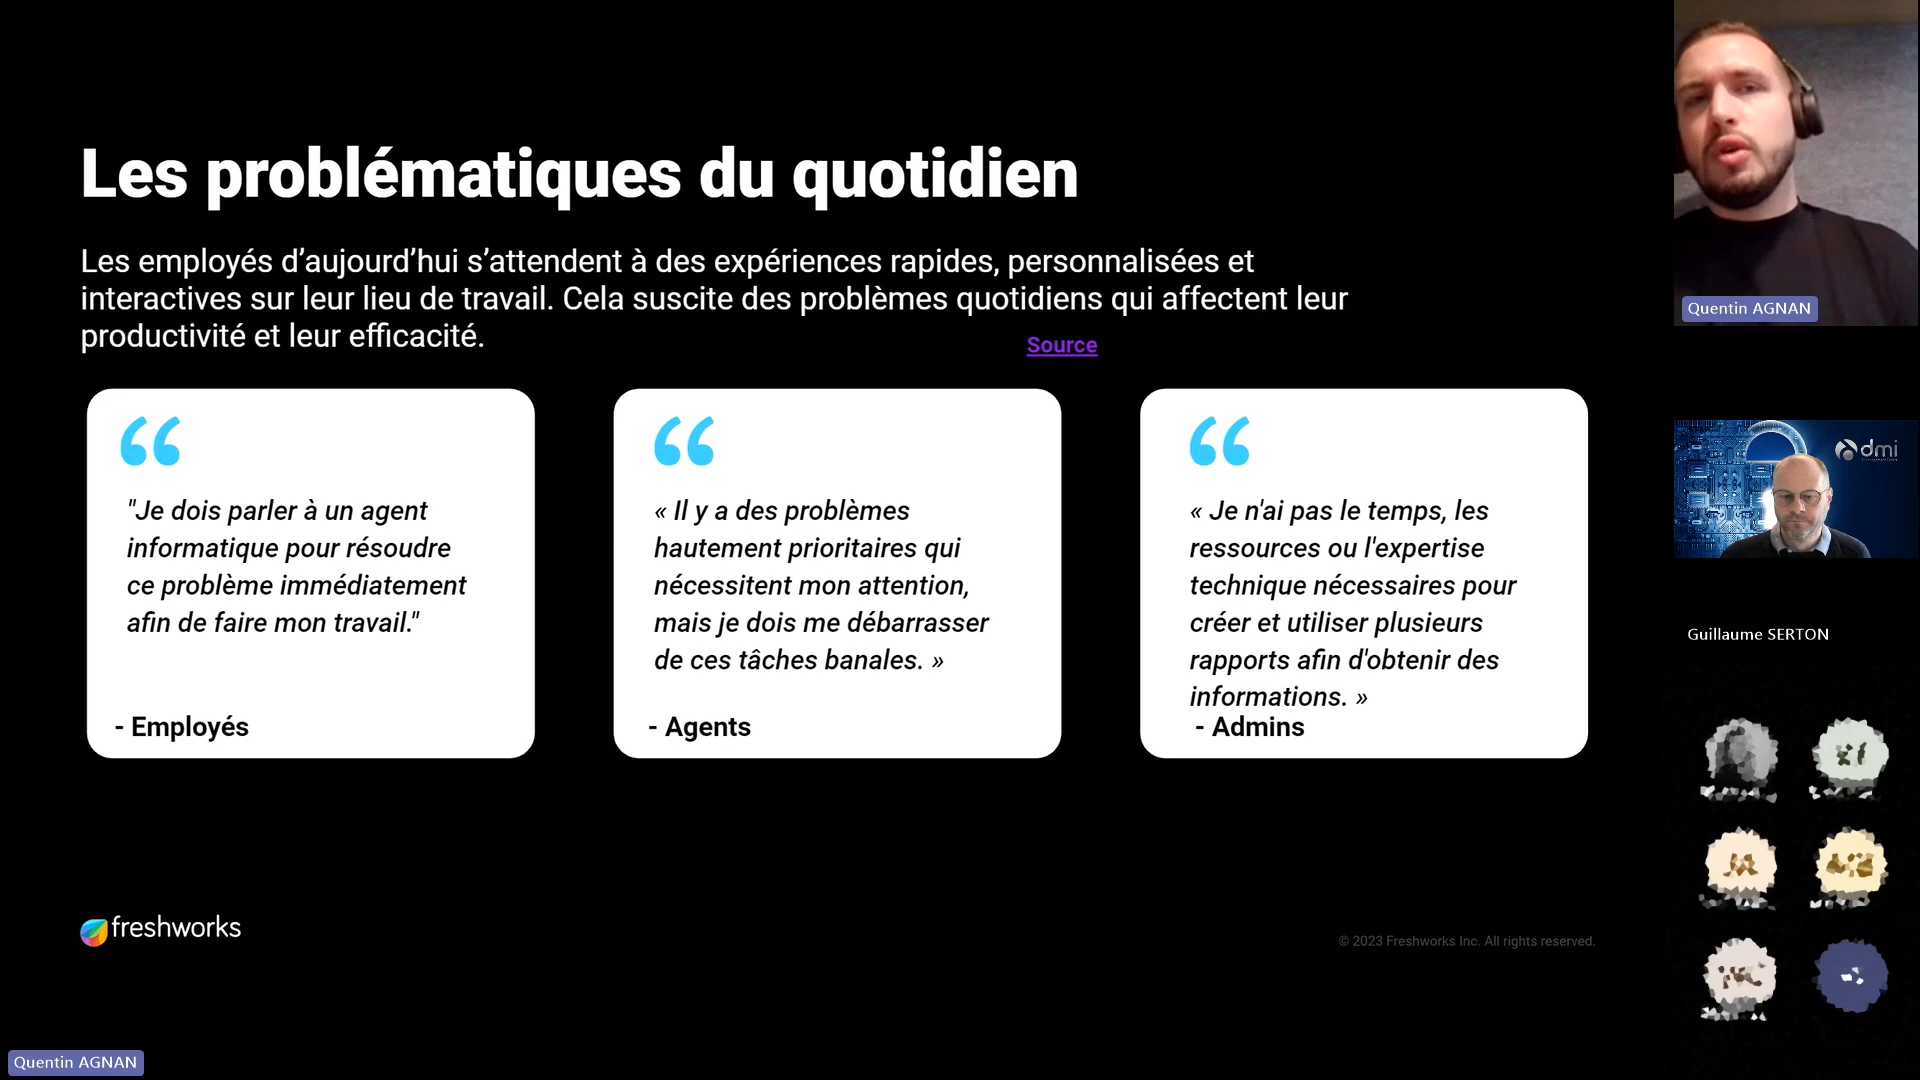 Les problématiques du quotidien
Les employés d’aujourd’hui s’attendent à des expériences rapides, personnalisées et
interactives sur leur lieu de travail. Cela suscite des problèmes quotidiens qui affectent leur
productivité et leur efficacité.
Source
"Je dois parler à un agent
informatique pour résoudre
ce problème immédiatement
afin de faire mon travail."
- Employés
« Il y a des problèmes
hautement prioritaires qui
nécessitent mon attention,
mais je dois me débarrasser
de ces tâches banales. »
- Agents
« Je n'ai pas le temps, les
ressources ou l'expertise
technique nécessaires pour
créer et utiliser plusieurs
rapports afin d'obtenir des
informations. »
- Admins
freshworks
© 2023 Freshworks Inc. All rights reserved.
Quentin AGNAN
Quentin AGNAN
dmi
Guillaume SERTON